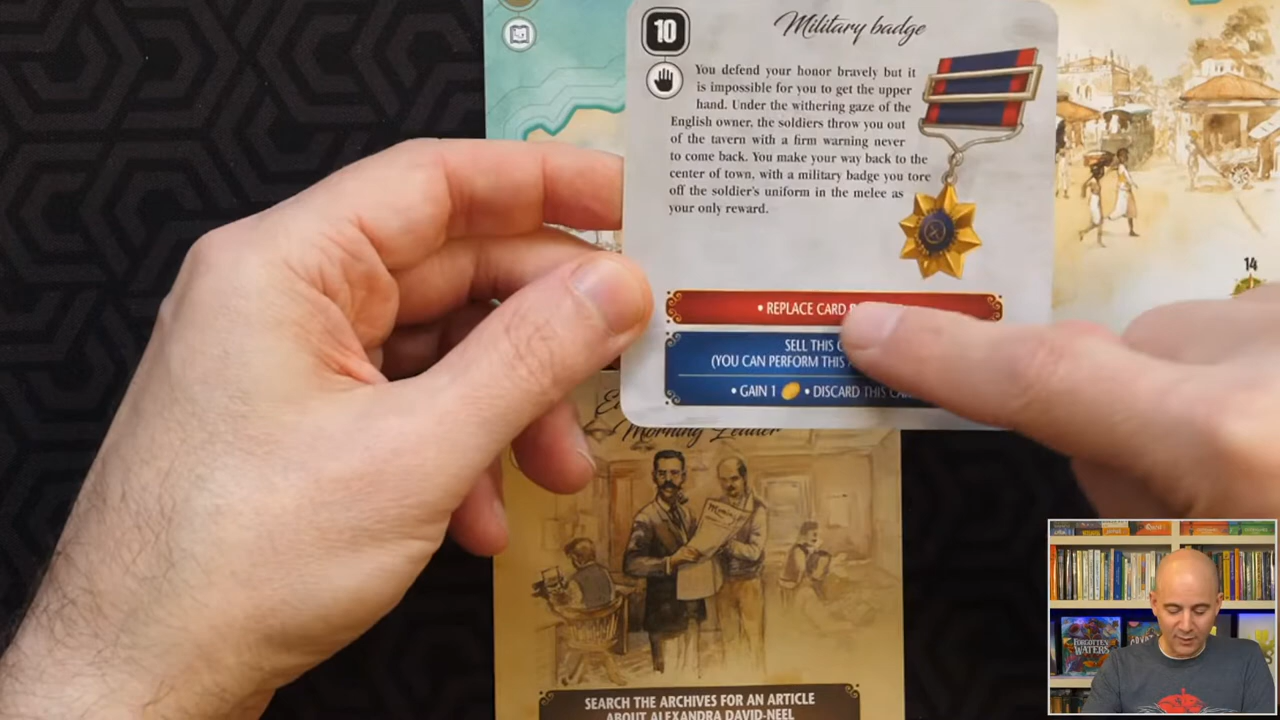 10
Military badge
You defend your honor bravely but it
is impossible for you to get the upper
hand. Under the withering gaze of the
English owner, the soldiers throw you out
of the tavern with a firm warning never
to come back. You make your way back to the
center of town, with a military badge you tore
off the soldier's uniform in the melee as
your only reward.
• REPLACE CARD
SELL THIS
(YOU CAN PERFORM THIS
• GAIN 1 • DISCARD THIS
14
Morning Leader
SEARCH THE ARCHIVES FOR AN ARTICLE
ABOUT ALEXANDRA DAVID-NEEL
FORGOTTEN
WATERS